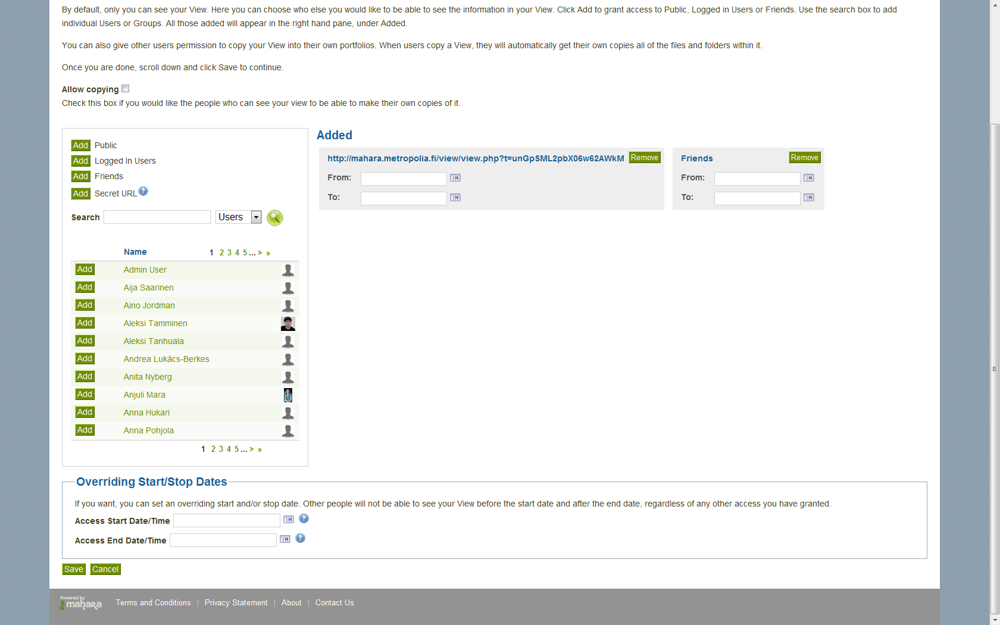 By default, only you can see your View. Here you can choose who else you would like to be able to see the information in your View. Click Add to grant access to Public, Logged in Users or Friends. Use the search box to add
individual Users or Groups. All those added will appear in the right hand pane, under Added.
You can also give other users permission to copy your View into their own portfolios. When users copy a View, they will automatically get their own copies all of the files and folders within it.
Once you are done, scroll down and click Save to continue.
Allow copying
Check this box if you would like the people who can see your view to be able to make their own copies of it.
Add Public
Add Logged In Users
Add Friends
Add Secret URL ?
Search Users
Name 1 2 3 4 5 ... > »
Add Admin User
Add Aija Saarinen
Add Aino Jordman
Add Aleksi Tamminen
Add Aleksi Tanhuala
Add Andrea Lukács-Berkes
Add Anita Nyberg
Add Anjuli Mara
Add Anna Hukari
Add Anna Pohjola
1 2 3 4 5 ... > »
Added
http://mahara.metropolia.fi/view/view.php?t=unGpSML2pbX06w62AWkM Remove
From:
To:
Friends Remove
From:
To:
Overriding Start/Stop Dates
If you want, you can set an overriding start and/or stop date. Other people will not be able to see your View before the start date and after the end date, regardless of any other access you have granted.
Access Start Date/Time ?
Access End Date/Time ?
Save Cancel
Powered by
mahara
Terms and Conditions | Privacy Statement | About | Contact Us